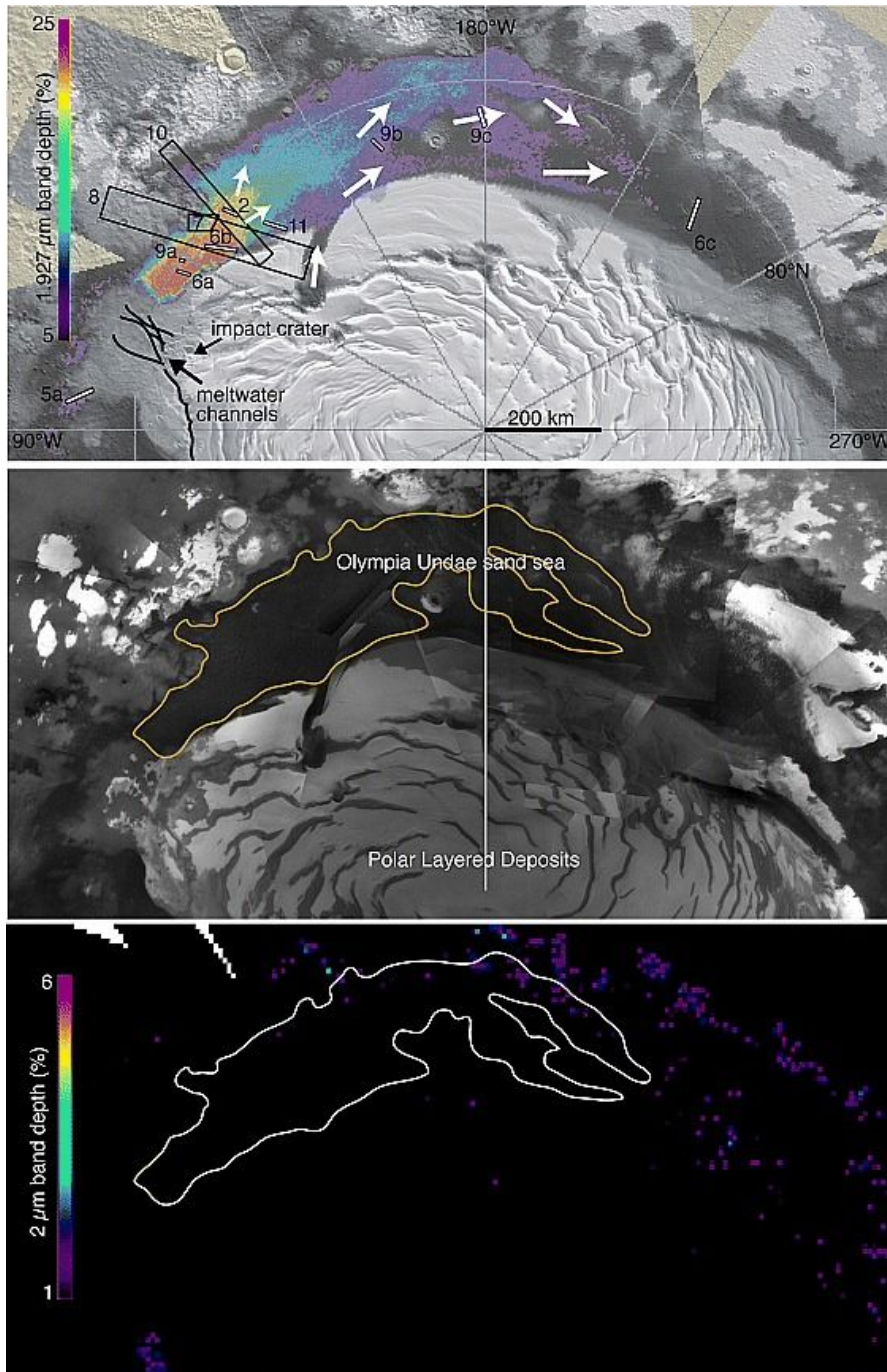 25
1.927 µm band depth (%)
5
180°W
10
9b
9c
8
2
7
11
6b
9a
6a
6c
80°N
impact crater
meltwater
channels
5a
200 km
90°W
270°W
Olympia Undae sand sea
Polar Layered Deposits
6
2 µm band depth (%)
1